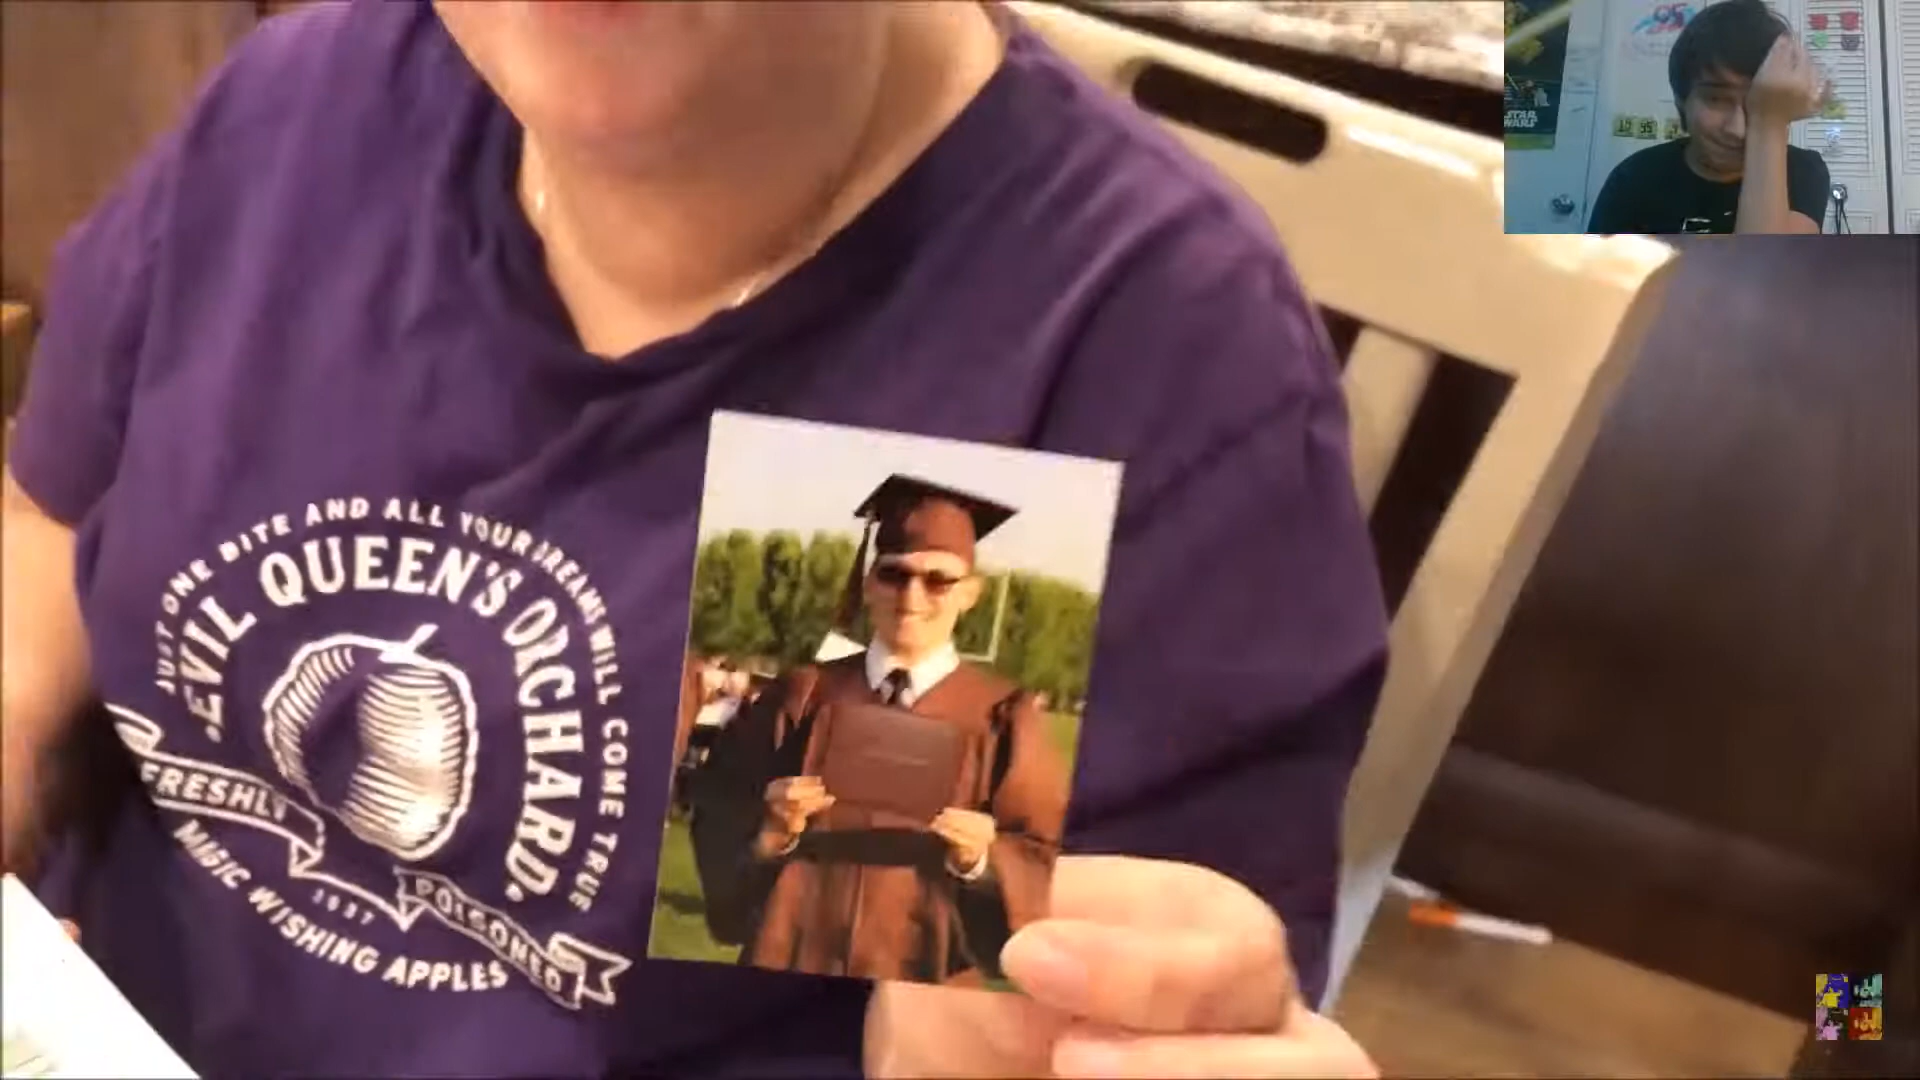 JUST ONE BITE AND ALL YOUR DREAMS WILL COME TRUE
EVIL QUEEN'S ORCHARD
FRESHLY
POISONED
1937
MAGIC WISHING APPLES
STAR
WARS
95